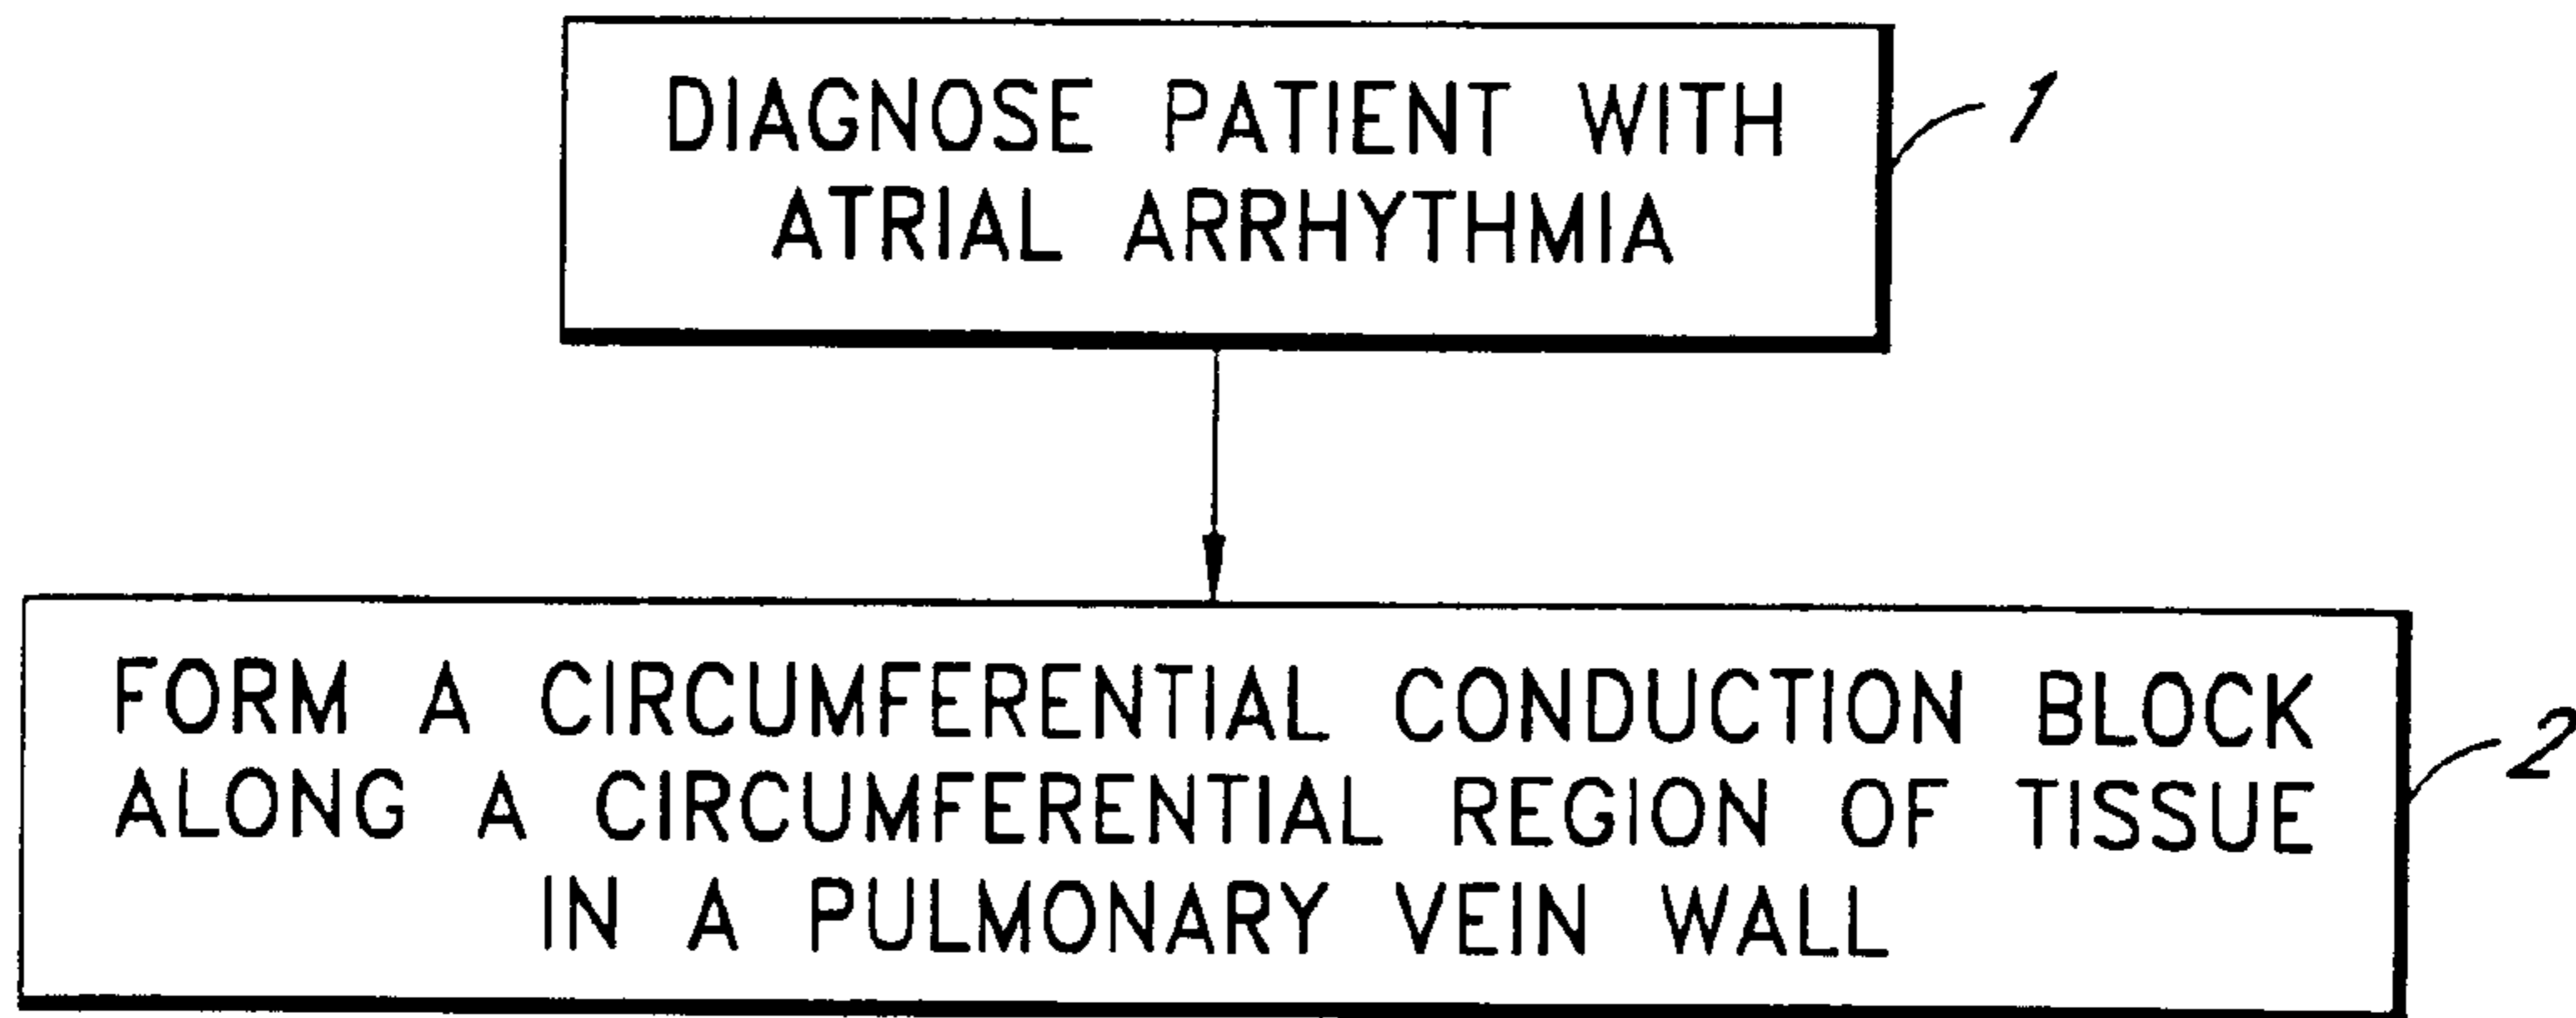 DIAGNOSE PATIENT WITH
ATRIAL ARRHYTHMIA
1
FORM A CIRCUMFERENTIAL CONDUCTION BLOCK
ALONG A CIRCUMFERENTIAL REGION OF TISSUE
IN A PULMONARY VEIN WALL
2